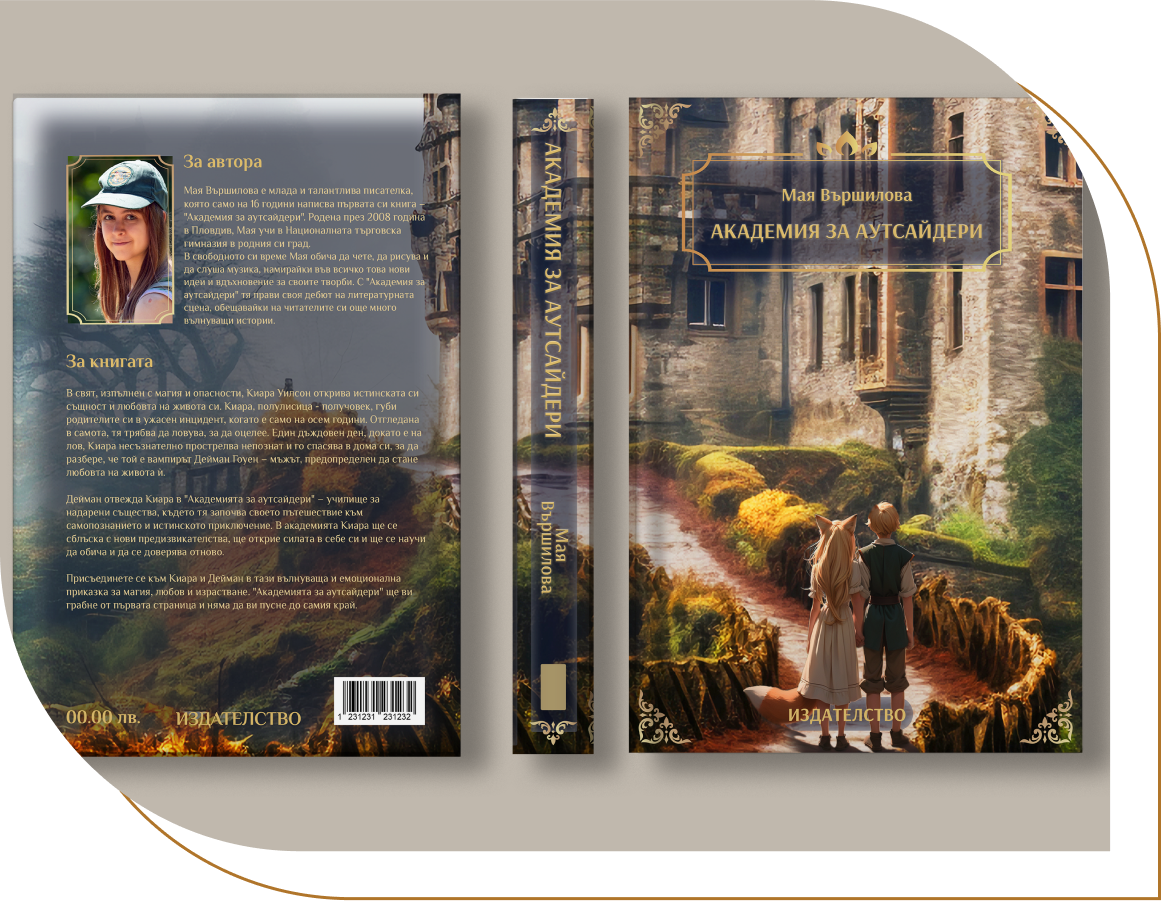 За автора
Мая Вършилова е млада и талантлива писателка,
която само на 16 години написва първата си книга –
"Академия за аутсайдери". Родена през 2008 година
в Пловдив, Мая учи в Националната търговска
гимназия в родния си град.
В свободното си време Мая обича да чете, да рисува и
да слуша музика, намирайки във всичко това нови
идеи и вдъхновение за своите творби. С "Академия за
аутсайдери" тя прави своя дебют на литературната
сцена, обещавайки на читателите си още много
вълнуващи истории.
За книгата
В свят, изпълнен с магия и опасности, Киара Уилсон открива истинската си
същност и любовта на живота си. Киара, полулисица - получовек, губи
родителите си в ужасен инцидент, когато е само на осем години. Отгледана
в самота, тя трябва да ловува, за да оцелее. Един дъждовен ден, докато е на
лов, Киара несъзнателно прострелва непознат и го спасява в дома си, за да
разбере, че той е вампирът Дейман Гоуен – мъжът, предопределен да стане
любовта на живота ѝ.
Дейман отвежда Киара в "Академията за аутсайдери" – училище за
надарени същества, където тя започва своето пътешествие към
самопознанието и истинското приключение. В академията Киара ще се
сблъска с нови предизвикателства, ще открие силата в себе си и ще се научи
да обича и да се доверява отново.
Присъединете се към Киара и Дейман в тази вълнуваща и емоционална
приказка за магия, любов и израстване. "Академията за аутсайдери" ще ви
грабне от първата страница и няма да ви пусне до самия край.
00.00 лв.
ИЗДАТЕЛСТВО
1 231231 231232
АКАДЕМИЯ ЗА АУТСАЙДЕРИ
Мая
Вършилова
Мая Вършилова
АКАДЕМИЯ ЗА АУТСАЙДЕРИ
ИЗДАТЕЛСТВО